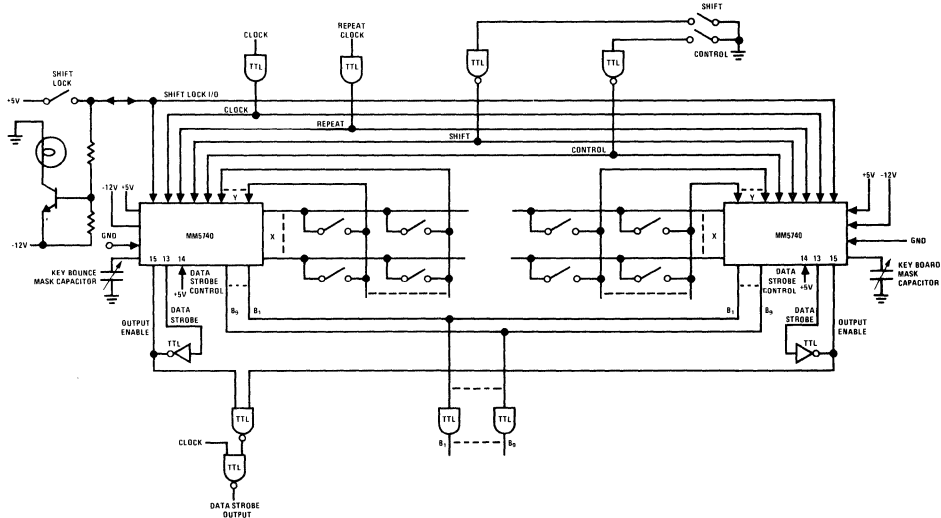 SHIFT
CONTROL
CLOCK
REPEAT
CLOCK
TTL
TTL
TTL
TTL
SHIFT
LOCK
+5V
SHIFT LOCK I/O
CLOCK
REPEAT
SHIFT
CONTROL
-12V
+5V
-12V
GND
MM5740
Y
X
15 13 14
KEY BOUNCE
MASK CAPACITOR
DATA
STROBE
CONTROL
+5V
OUTPUT
ENABLE
DATA
STROBE
B9
B1
TTL
Y
X
MM5740
+5V
-12V
GND
14 13 15
KEY BOARD
MASK
CAPACITOR
DATA
STROBE
CONTROL
+5V
B1
B9
DATA
STROBE
OUTPUT
ENABLE
TTL
TTL
CLOCK
TTL
DATA STROBE
OUTPUT
TTL
TTL
B1
B9